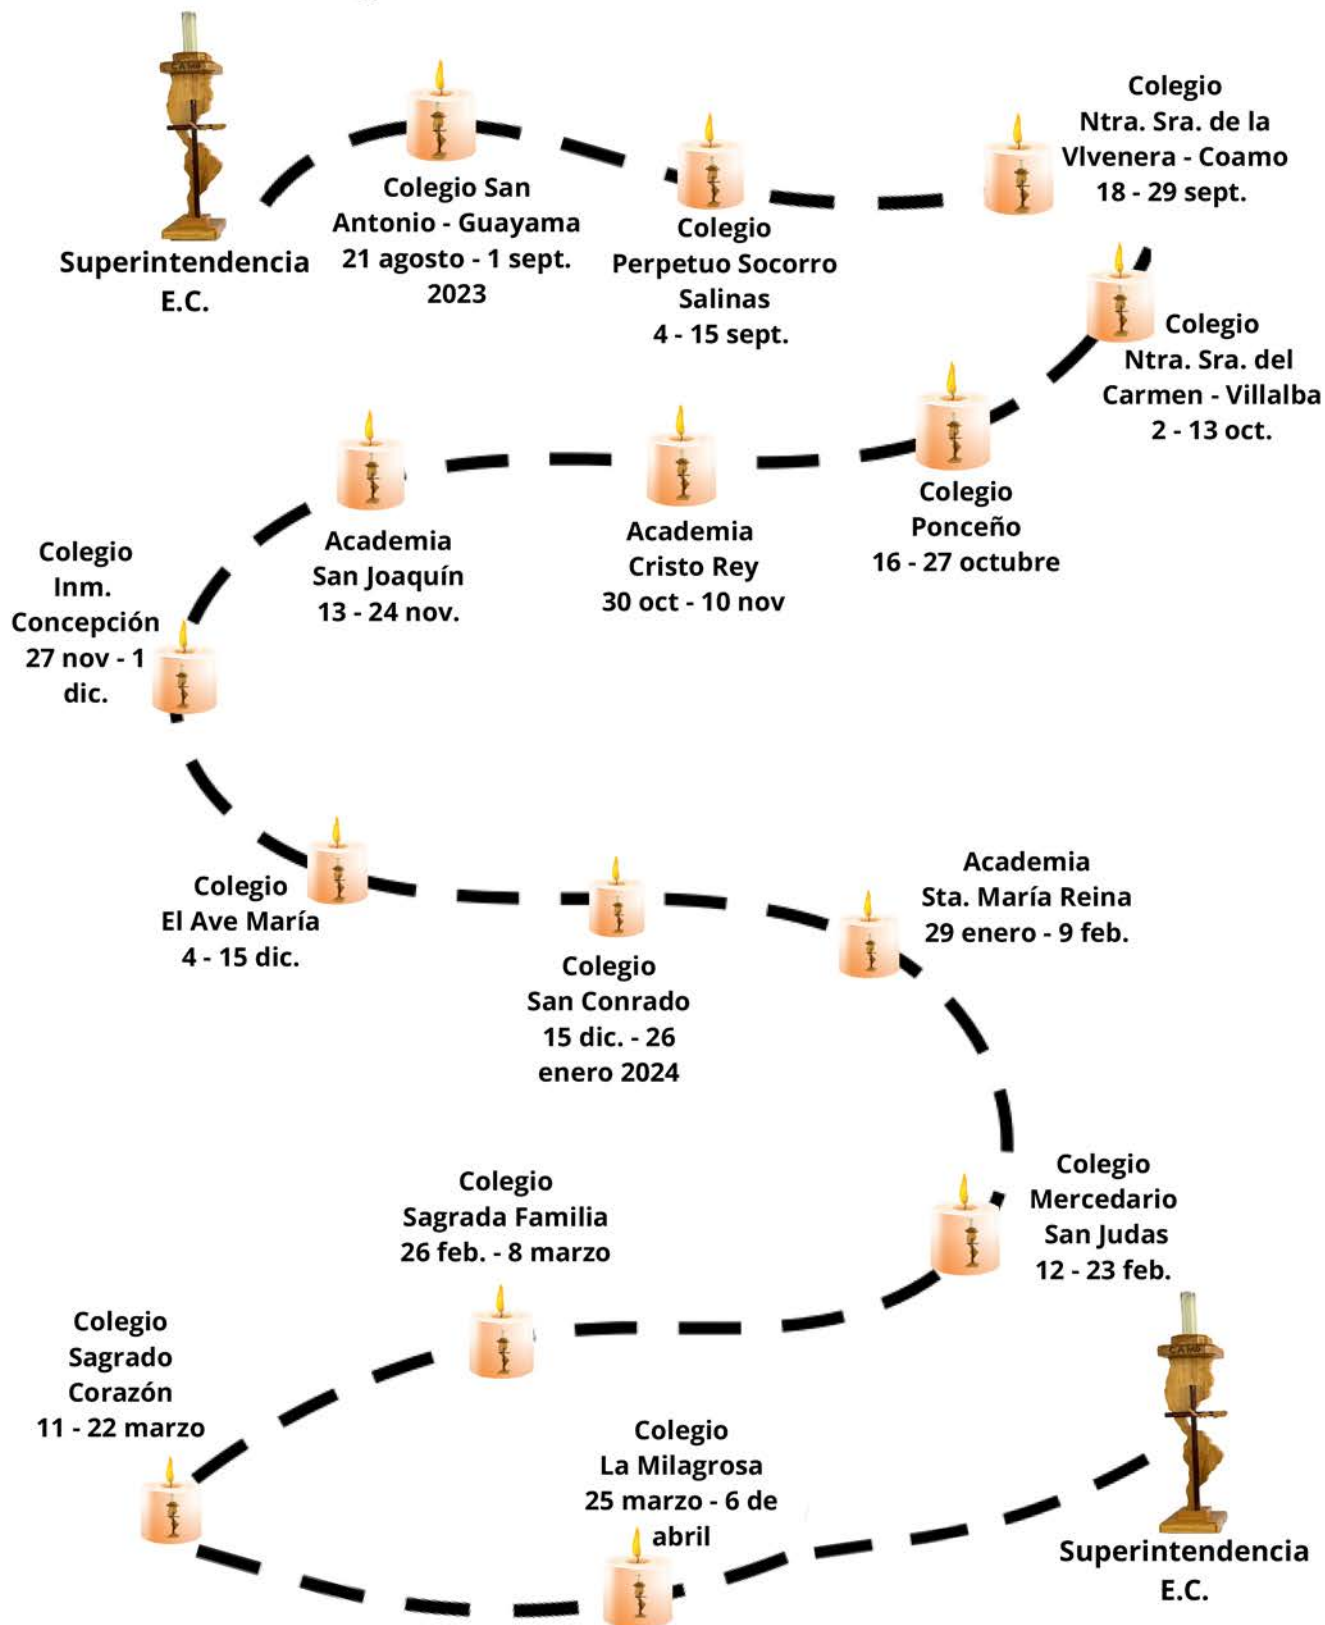 Superintendencia
E.C.
Colegio San
Antonio - Guayama
21 agosto - 1 sept.
2023
Colegio
Perpetuo Socorro
Salinas
4 - 15 sept.
Colegio
Ntra. Sra. de la
VIvenera - Coamo
18 - 29 sept.
Colegio
Ntra. Sra. del
Carmen - Villalba
2 - 13 oct.
Colegio
Ponceño
16 - 27 octubre
Academia
Cristo Rey
30 oct - 10 nov
Academia
San Joaquín
13 - 24 nov.
Colegio
Inm.
Concepción
27 nov - 1
dic.
Colegio
El Ave María
4 - 15 dic.
Colegio
San Conrado
15 dic. - 26
enero 2024
Academia
Sta. María Reina
29 enero - 9 feb.
Colegio
Mercedario
San Judas
12 - 23 feb.
Colegio
Sagrada Familia
26 feb. - 8 marzo
Colegio
Sagrado
Corazón
11 - 22 marzo
Colegio
La Milagrosa
25 marzo - 6 de
abril
Superintendencia
E.C.